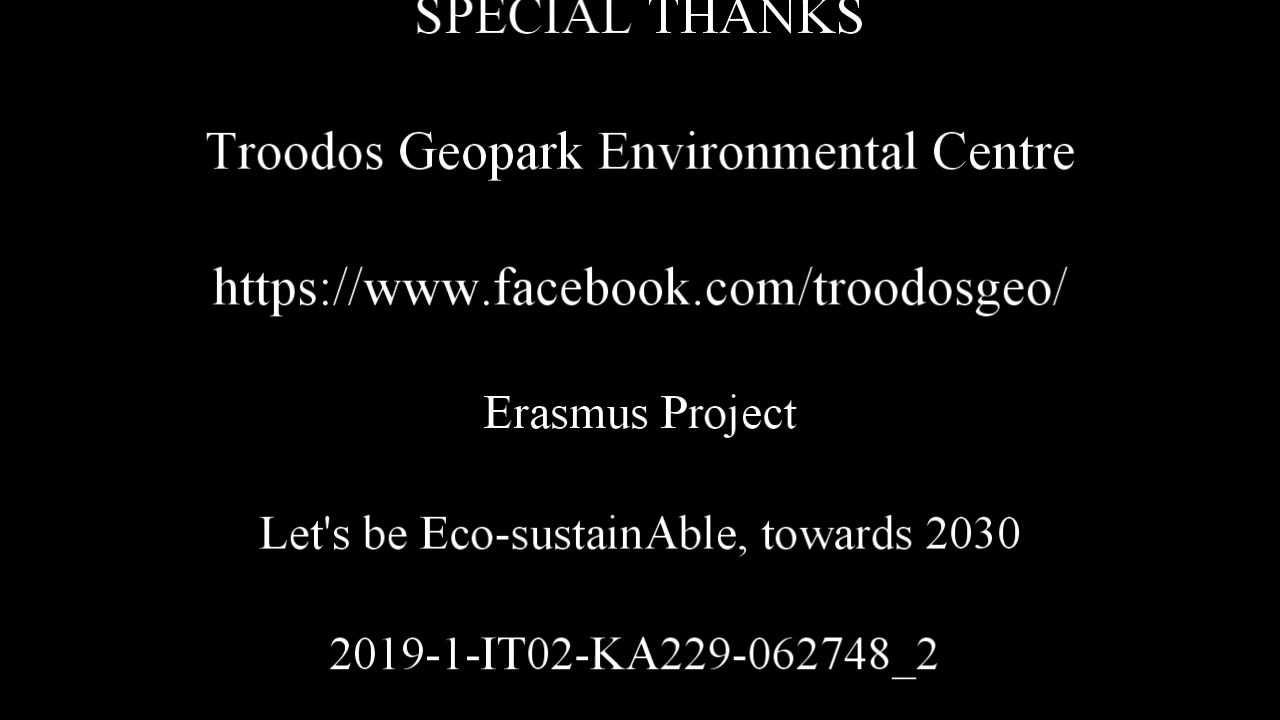 SPECIAL THANKS
Troodos Geopark Environmental Centre
https://www.facebook.com/troodosgeo/
Erasmus Project
Let's be Eco-sustainAble, towards 2030
2019-1-IT02-KA229-062748_2